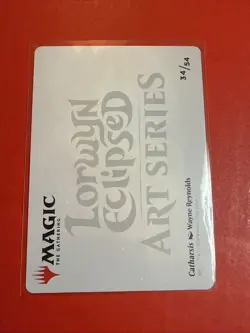 MAGIC
THE GATHERING
Lorwyn
Eclipsed
ART SERIES
34/54
Catharsis Wayne Reynolds